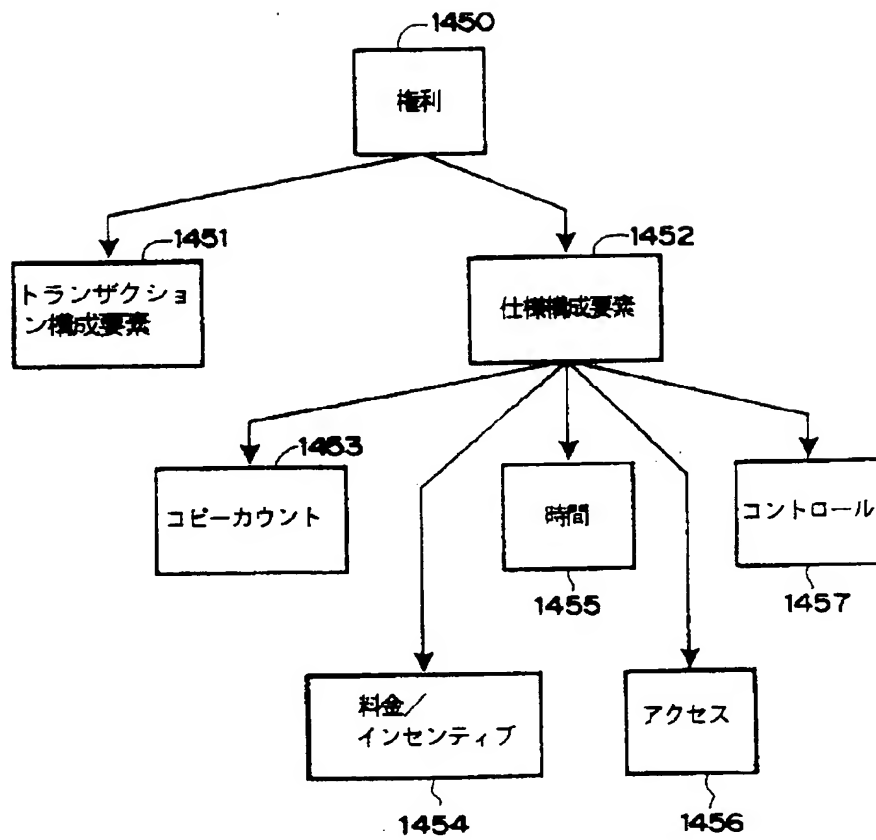 1450
権利
1451
トランザクショ
ン構成要素
1452
仕様構成要素
1453
コピーカウント
時間
1455
コントロール
1457
料金/
インセンティブ
1454
アクセス
1456